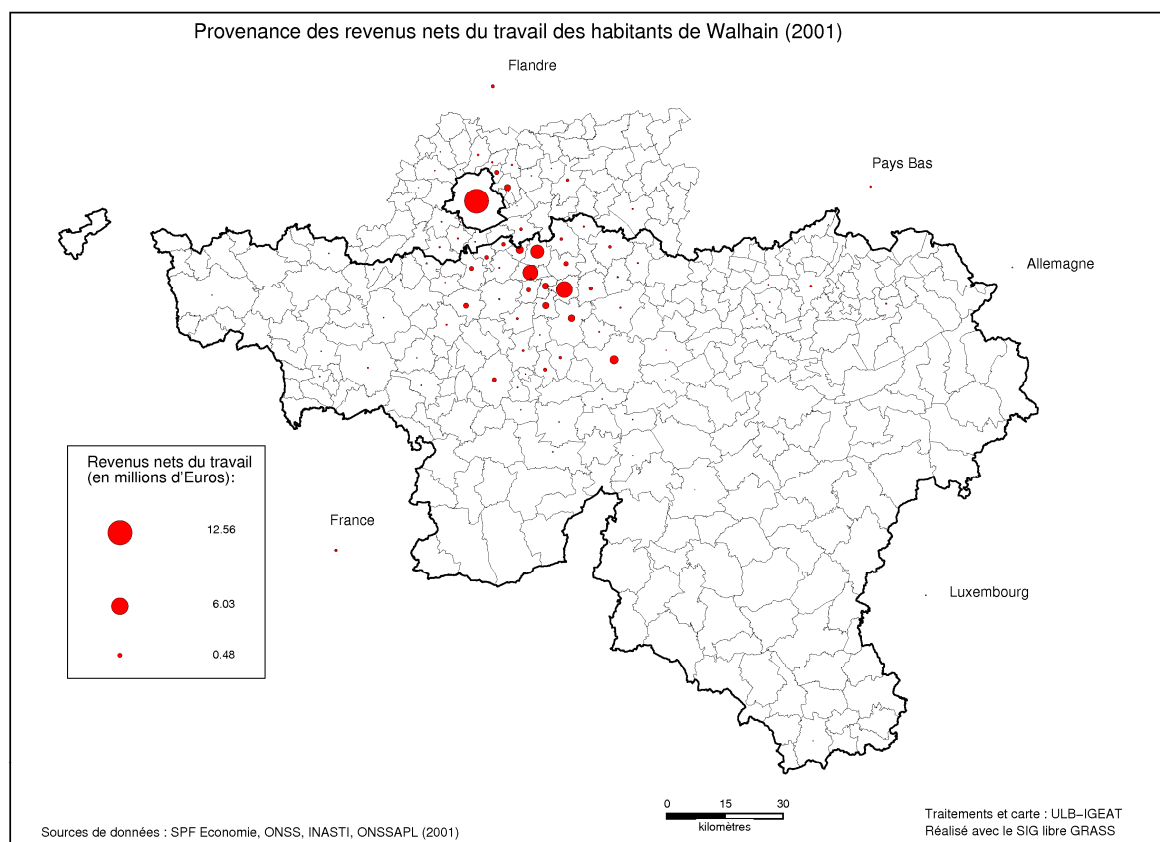 Provenance des revenus nets du travail des habitants de Walhain (2001)
Flandre
Pays Bas
Allemagne
Revenus nets du travail
(en millions d'Euros):
12.56
6.03
0.48
France
Luxembourg
0 15 30
kilomètres
Sources de données : SPF Economie, ONSS, INASTI, ONSSAPL (2001)
Traitements et carte : ULB-IGEAT
Réalisé avec le SIG libre GRASS